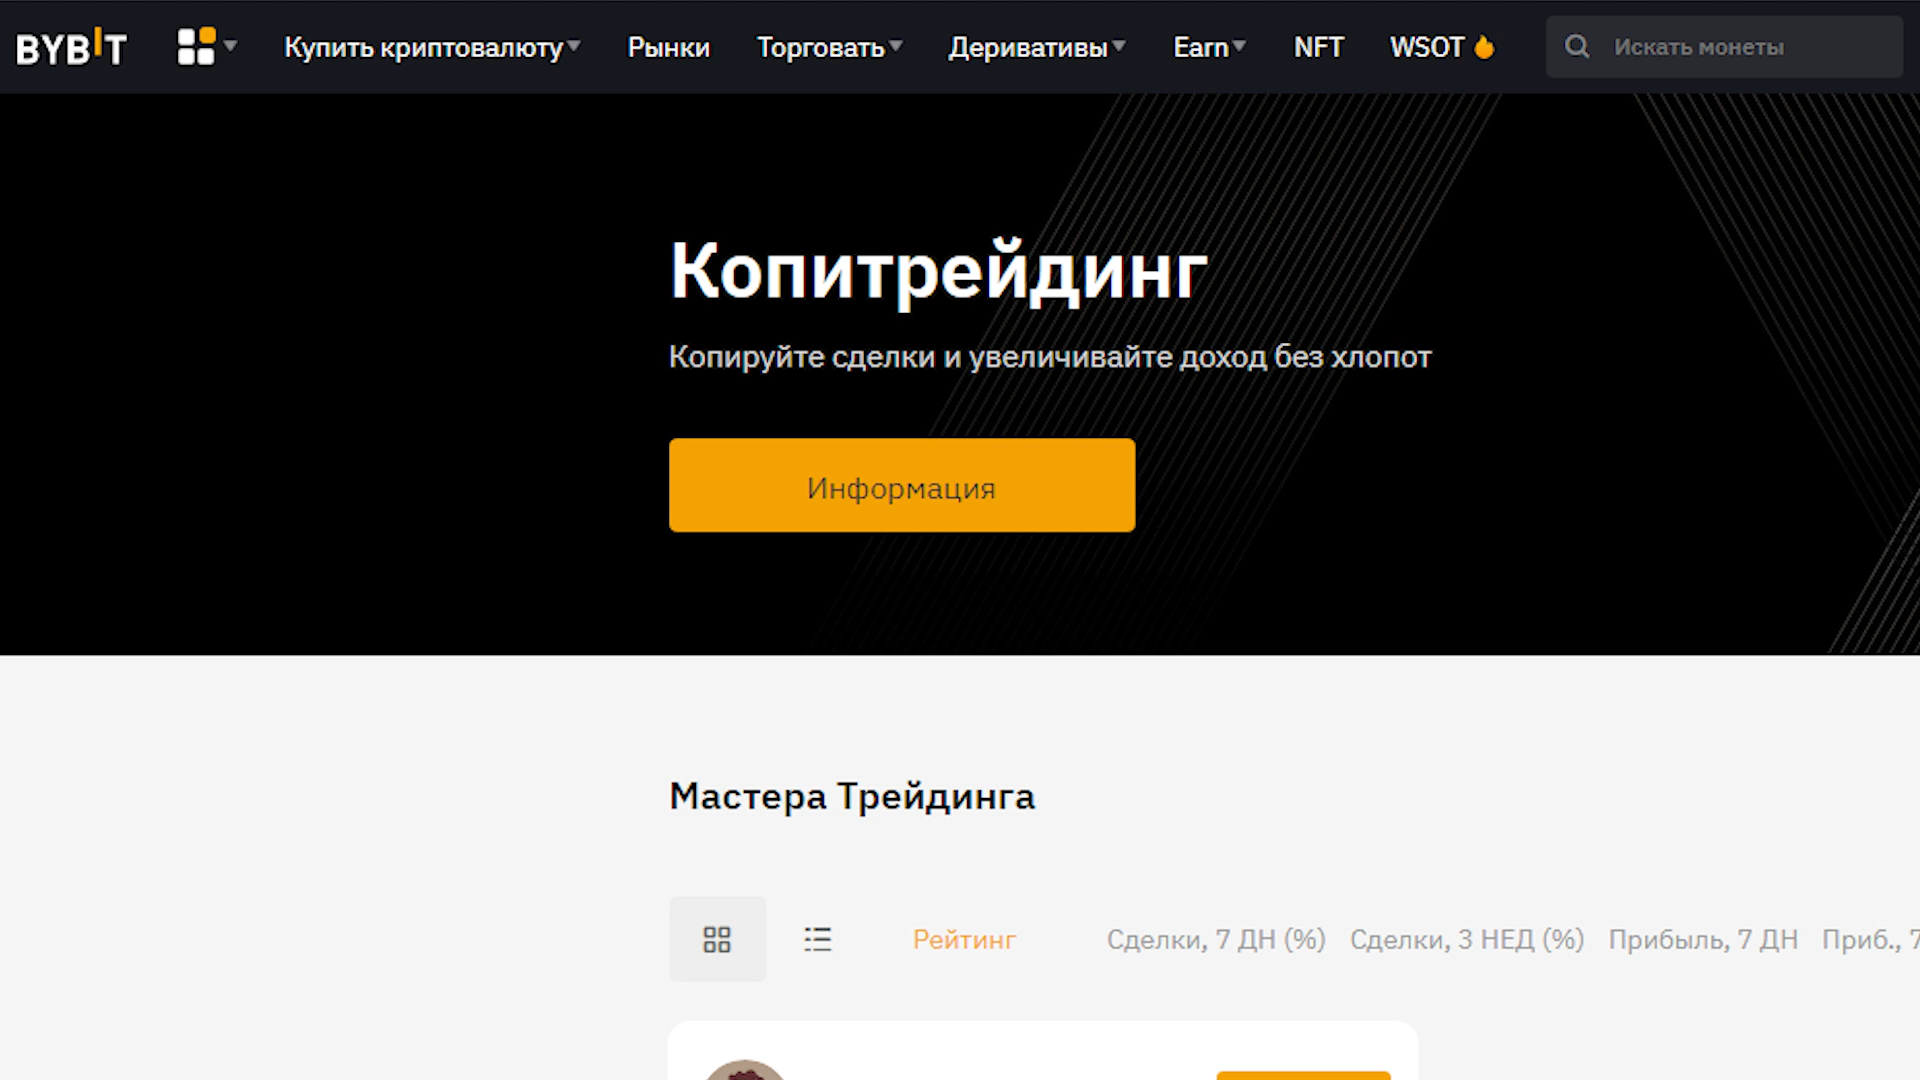 BYBIT Купить криптовалюту Рынки Торговать Деривативы Earn NFT WSOT Искать монеты
Копитрейдинг
Копируйте сделки и увеличивайте доход без хлопот
Информация
Мастера Трейдинга
Рейтинг Сделки, 7 ДН (%) Сделки, 3 НЕД (%) Прибыль, 7 ДН Приб., 7